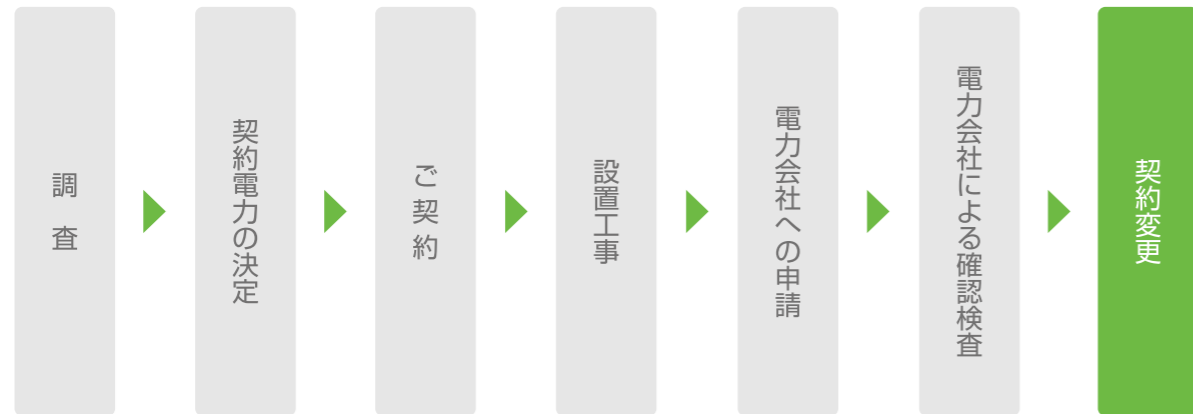 調査
契約電力の決定
ご契約
設置工事
電力会社への申請
電力会社による確認検査
契約変更